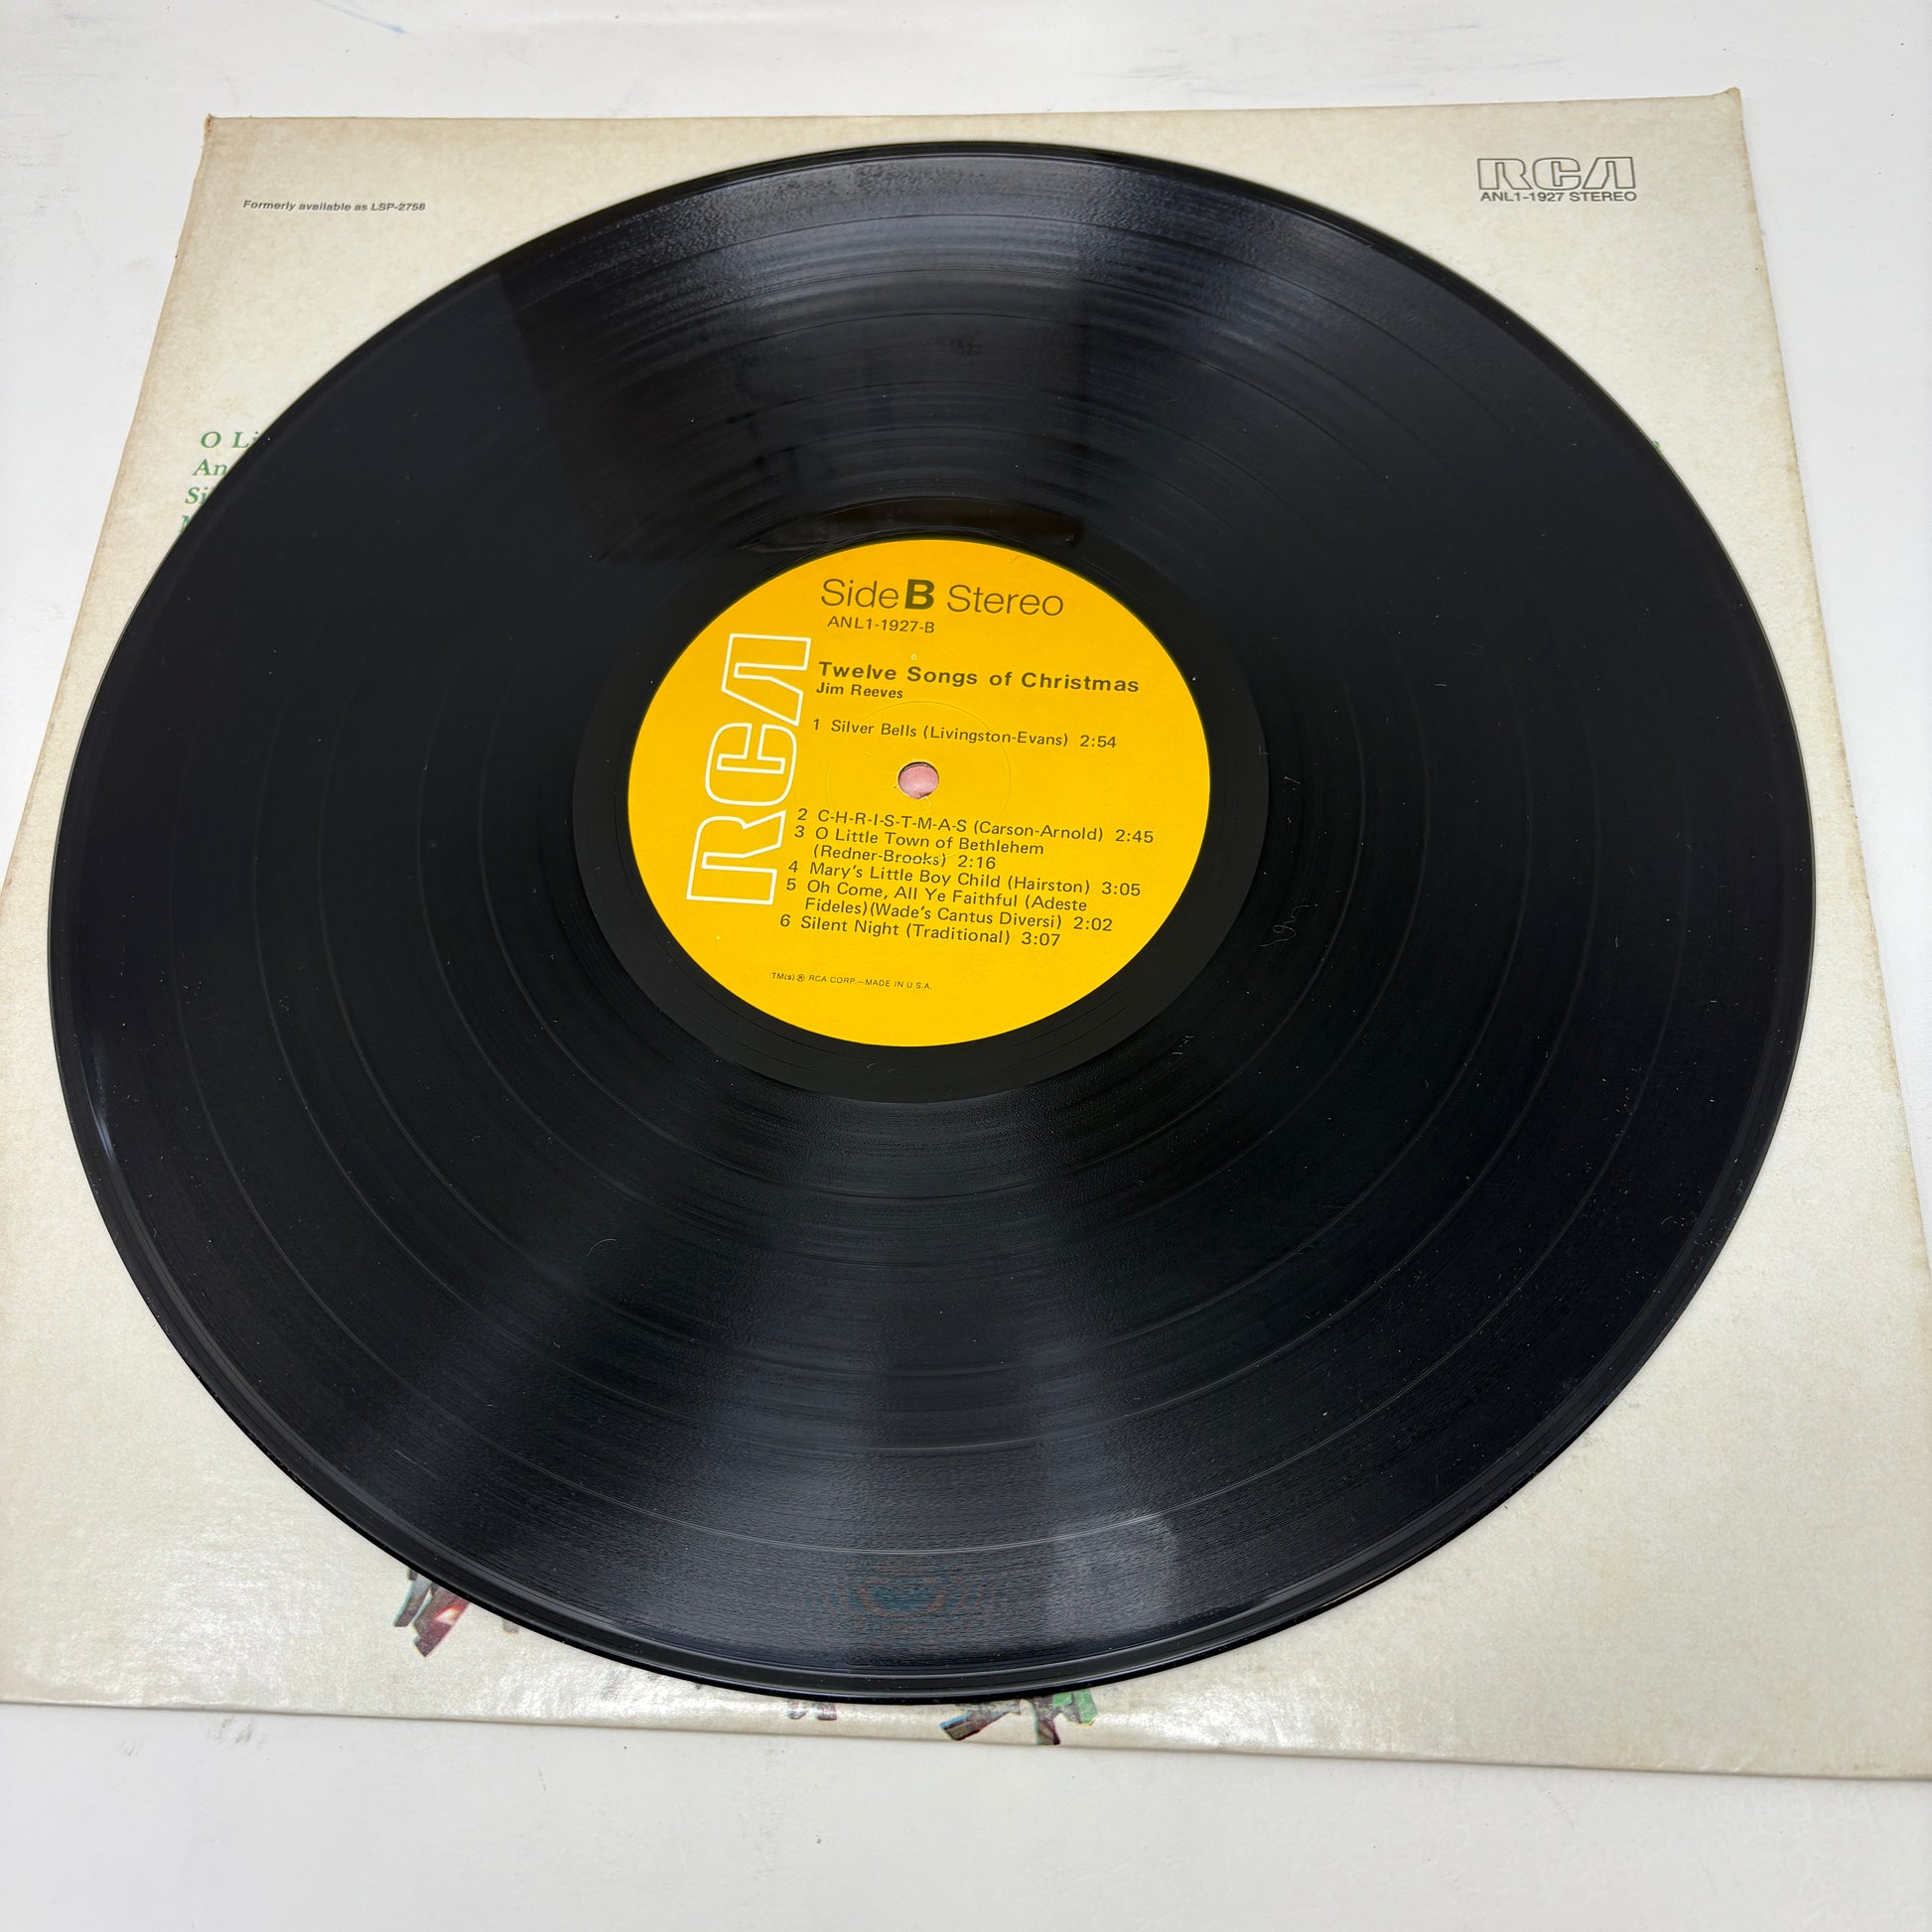 Formerly available as LSP-2758
RCA
ANL1-1927 STEREO
O
Side B Stereo
ANL1-1927-B
Twelve Songs of Christmas
Jim Reeves
1 Silver Bells (Livingston-Evans) 2:54
RCA
2 C-H-R-I-S-T-M-A-S (Carson-Arnold) 2:45
3 O Little Town of Bethlehem
(Redner-Brooks) 2:16
4 Mary's Little Boy Child (Hairston) 3:05
5 Oh Come, All Ye Faithful (Adeste
Fideles)(Wade's Cantus Diversi) 2:02
6 Silent Night (Traditional) 3:07
TM(s) ® RCA CORP.—MADE IN U.S.A.